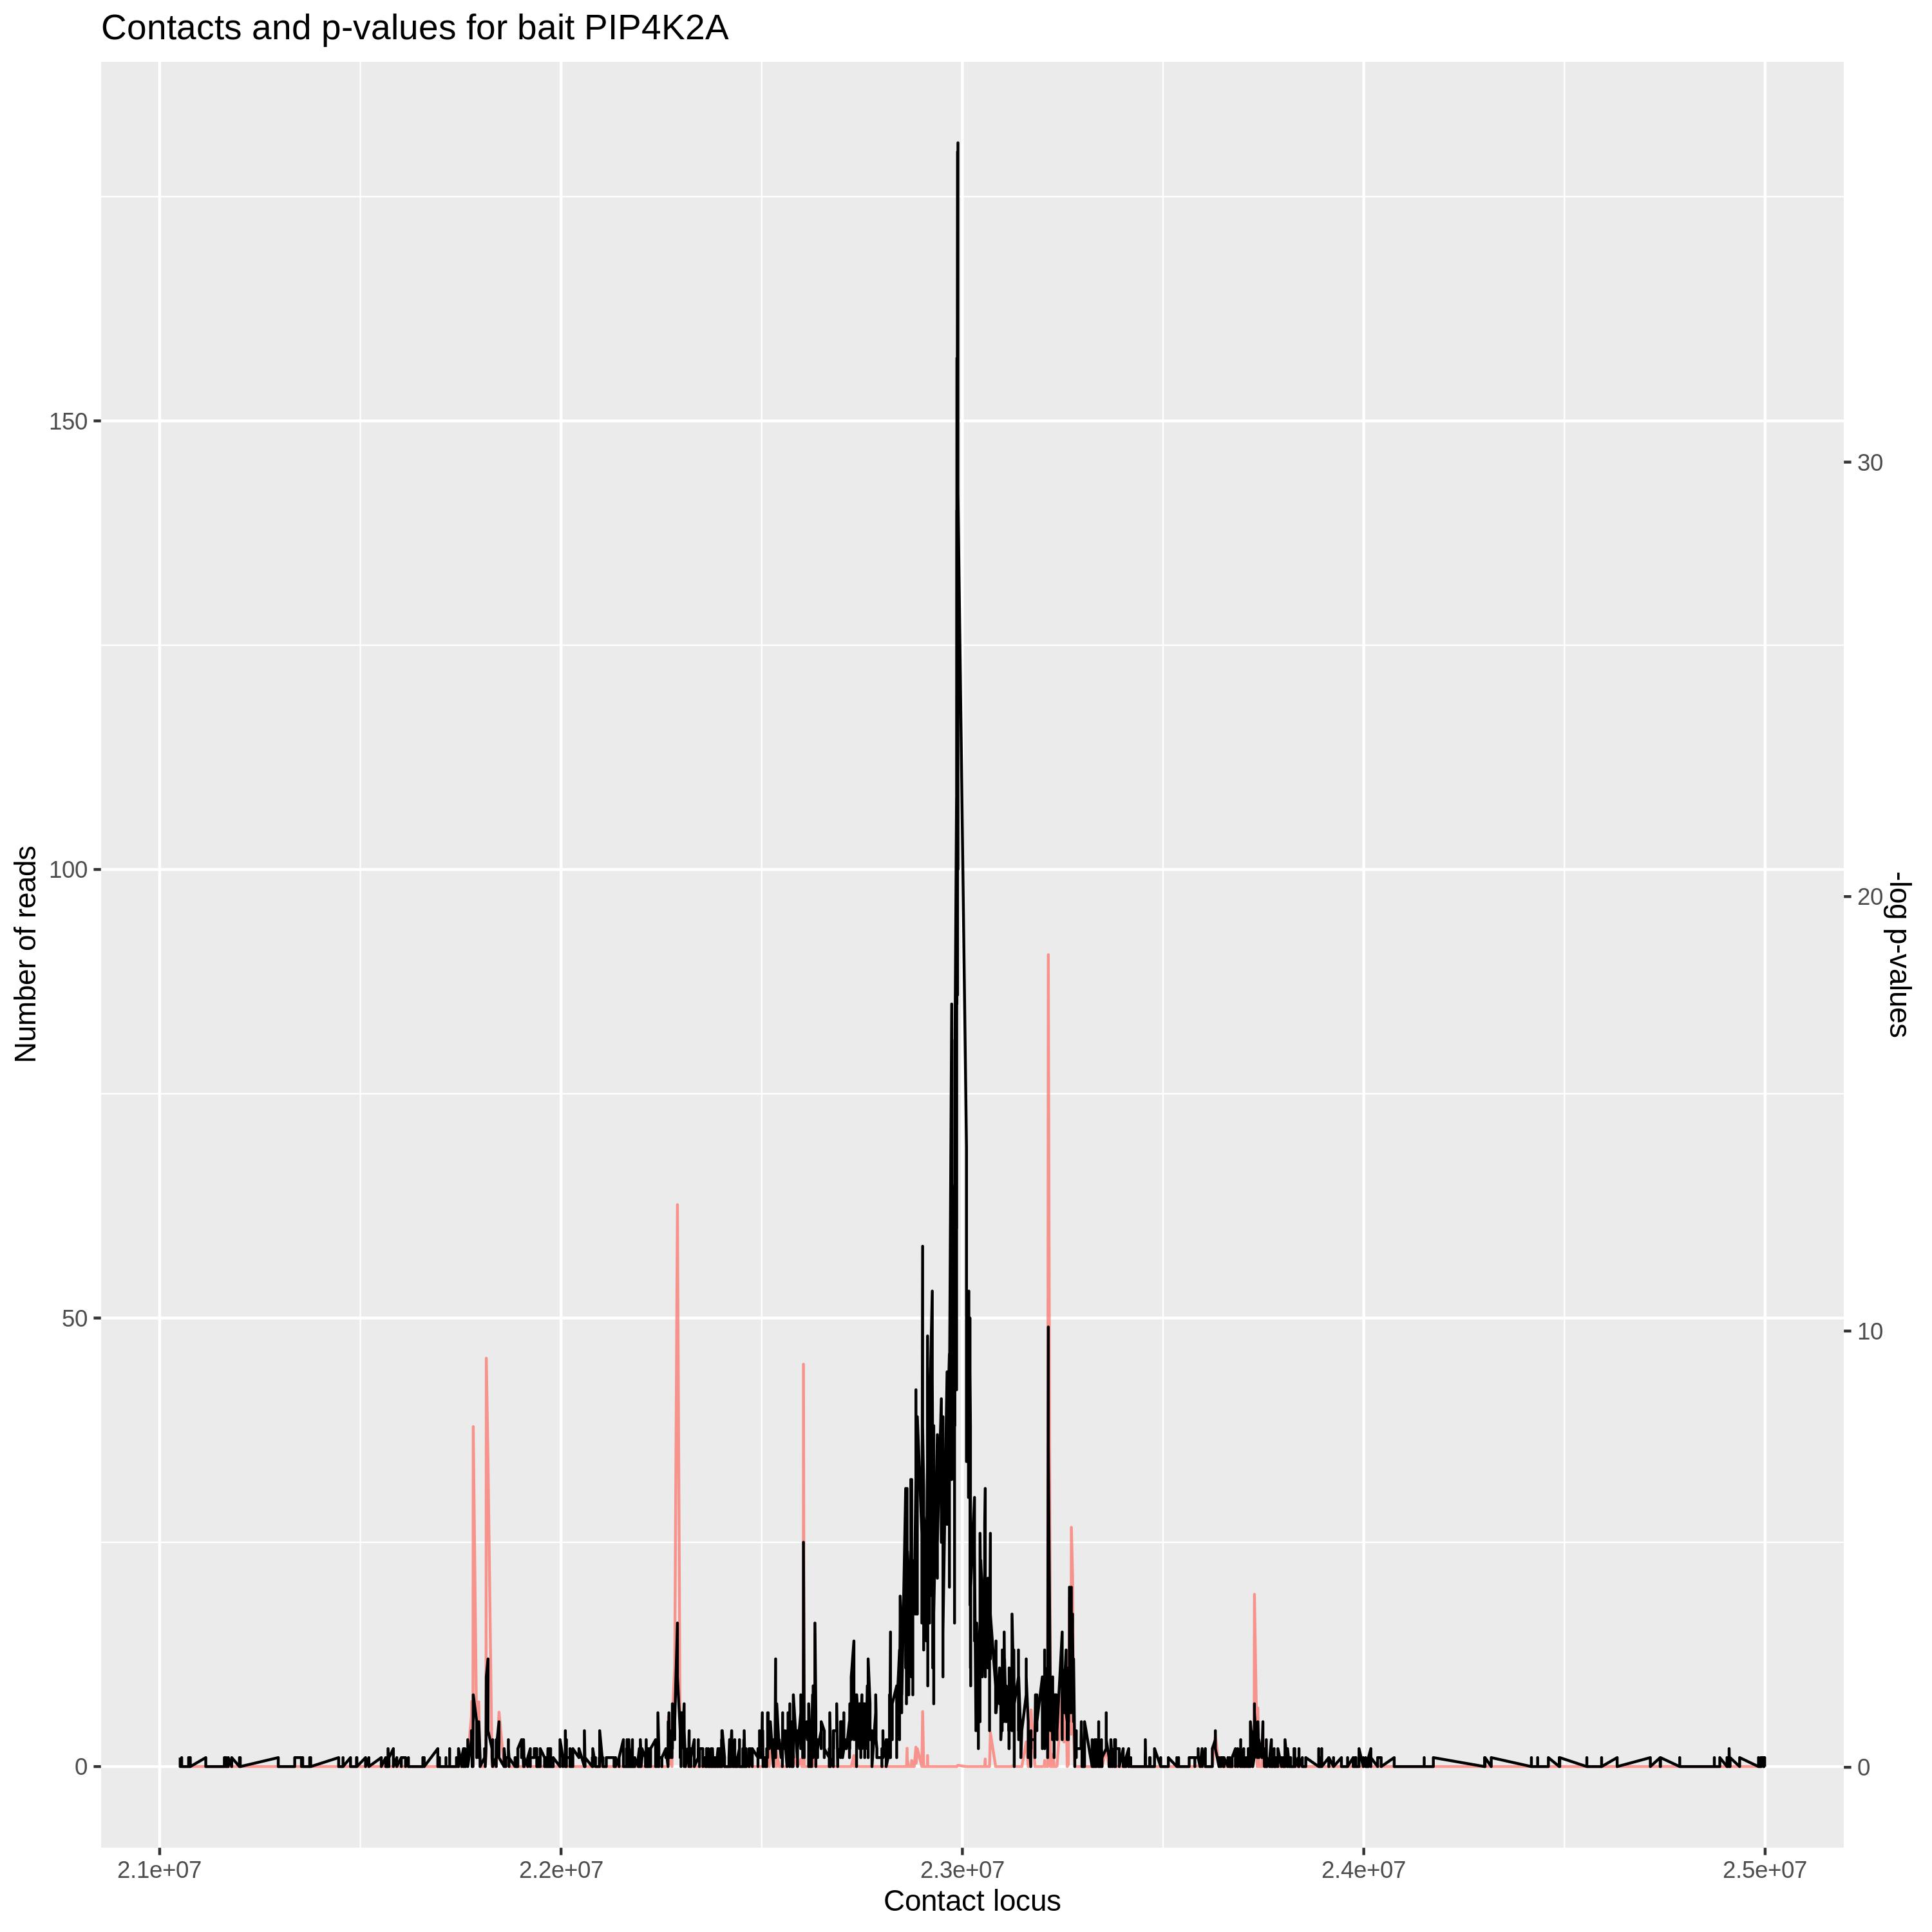 Contacts and p-values for bait PIP4K2A
150
100
50
0
Number of reads
30
20
10
0
-log p-values
2.1e+07
2.2e+07
2.3e+07
2.4e+07
2.5e+07
Contact locus